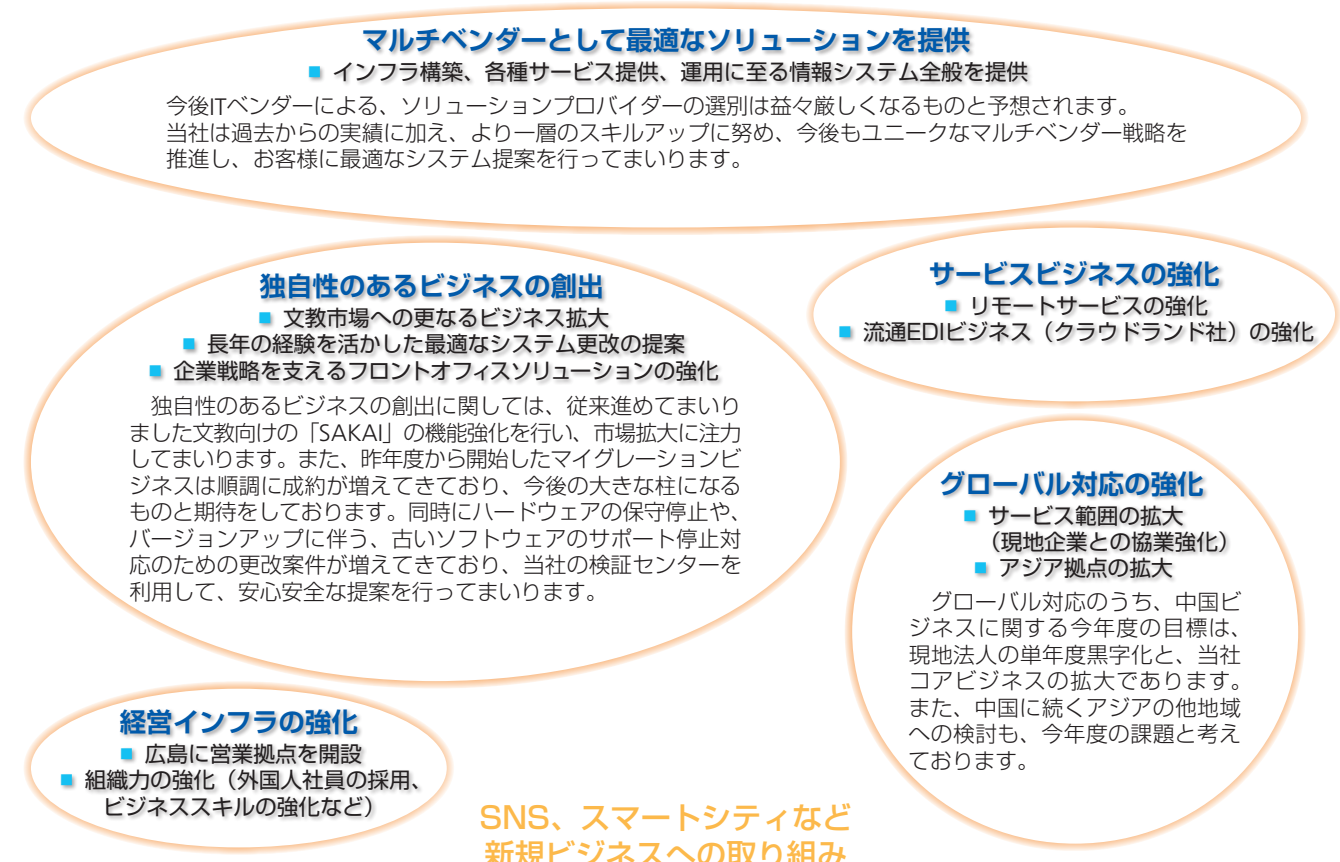 マルチベンダーとして最適なソリューションを提供
■ インフラ構築、各種サービス提供、運用に至る情報システム全般を提供
今後ITベンダーによる、ソリューションプロバイダーの選別は益々厳しくなるものと予想されます。
当社は過去からの実績に加え、より一層のスキルアップに努め、今後もユニークなマルチベンダー戦略を
推進し、お客様に最適なシステム提案を行ってまいります。
独自性のあるビジネスの創出
■ 文教市場への更なるビジネス拡大
■ 長年の経験を活かした最適なシステム更改の提案
■ 企業戦略を支えるフロントオフィスソリューションの強化
独自性のあるビジネスの創出に関しては、従来進めてまいり
ました文教向けの「SAKAI」の機能強化を行い、市場拡大に注力
してまいります。また、昨年度から開始したマイグレーションビ
ジネスは順調に成約が増えてきており、今後の大きな柱になる
ものと期待をしております。同時にハードウェアの保守停止や、
バージョンアップに伴う、古いソフトウェアのサポート停止対
応のための更改案件が増えてきており、当社の検証センターを
利用して、安心安全な提案を行ってまいります。
サービスビジネスの強化
■ リモートサービスの強化
■ 流通EDIビジネス（クラウドランド社）の強化
グローバル対応の強化
■ サービス範囲の拡大
（現地企業との協業強化）
■ アジア拠点の拡大
グローバル対応のうち、中国ビ
ジネスに関する今年度の目標は、
現地法人の単年度黒字化と、当社
コアビジネスの拡大であります。
また、中国に続くアジアの他地域
への検討も、今年度の課題と考え
ております。
経営インフラの強化
■ 広島に営業拠点を開設
■ 組織力の強化（外国人社員の採用、
ビジネススキルの強化など）
SNS、スマートシティなど
新規ビジネスへの取り組み